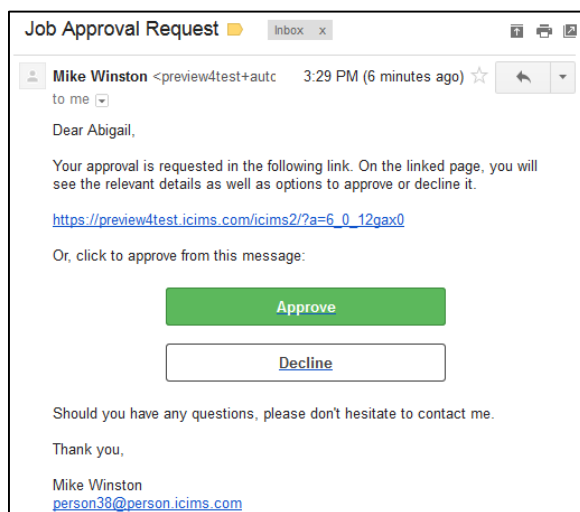 Job Approval Request Inbox x
Mike Winston <preview4test+autc 3:29 PM (6 minutes ago)
to me
Dear Abigail,
Your approval is requested in the following link. On the linked page, you will
see the relevant details as well as options to approve or decline it.
https://preview4test.icims.com/icims2/?a=6_0_12gax0
Or, click to approve from this message:
Approve
Decline
Should you have any questions, please don't hesitate to contact me.
Thank you,
Mike Winston
person38@person.icims.com